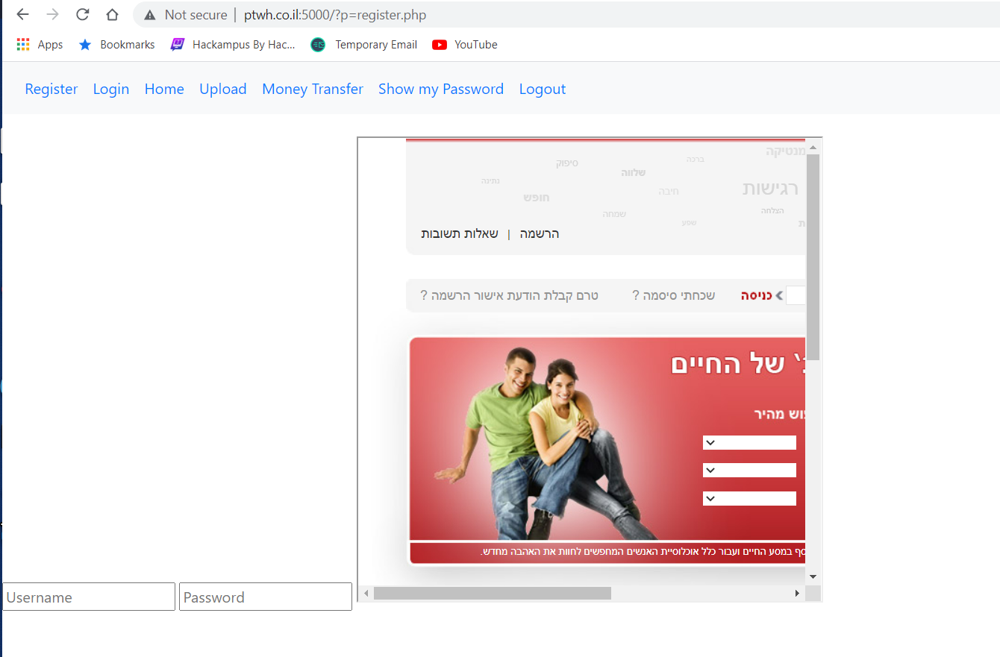 Not secure | ptwh.co.il:5000/?p=register.php
Apps Bookmarks Hackampus By Hac... Temporary Email YouTube
Register Login Home Upload Money Transfer Show my Password Logout
מנטיקה
ברכה
סיפוק
שלווה
נתינה
רגישות
חיבה
חופש
הצלחה
שמחה
שפע
ת
הרשמה | שאלות תשובות
כניסה שכחתי סיסמה ? טרם קבלת הודעת אישור הרשמה ?
' של החיים
וש מהיר
סף במסע החיים ועבור כלל אוכלוסיית האנשים המחפשים לחוות את האהבה מחדש.
Username Password